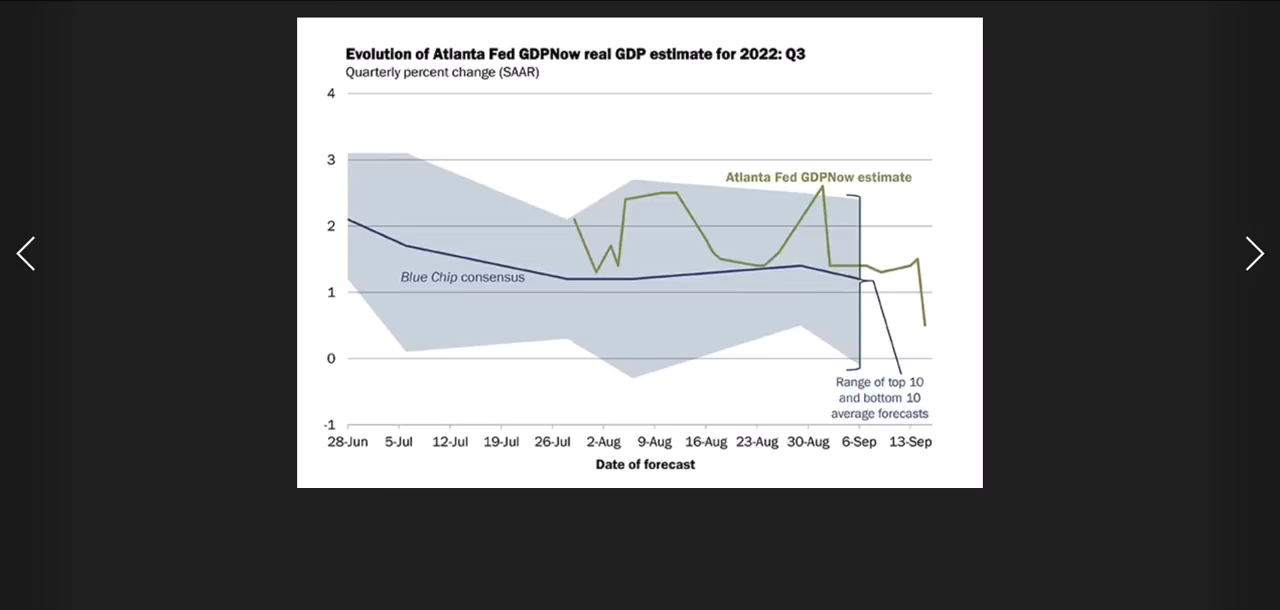 Evolution of Atlanta Fed GDPNow real GDP estimate for 2022: Q3
Quarterly percent change (SAAR)
4
3
2
1
0
-1
Atlanta Fed GDPNow estimate
Blue Chip consensus
Range of top 10
and bottom 10
average forecasts
28-Jun 5-Jul 12-Jul 19-Jul 26-Jul 2-Aug 9-Aug 16-Aug 23-Aug 30-Aug 6-Sep 13-Sep
Date of forecast